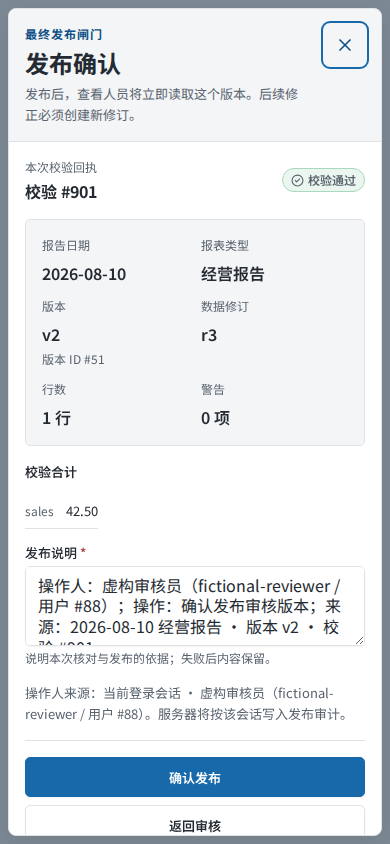 最终发布闸门
发布确认
发布后，查看人员将立即读取这个版本。后续修
正必须创建新修订。
本次校验回执
校验 #901
校验通过
报告日期
报表类型
2026-08-10
经营报告
版本
数据修订
v2
r3
版本 ID #51
行数
警告
1 行
0 项
校验合计
sales 42.50
发布说明 *
操作人：虚构审核员（fictional-reviewer /
用户 #88）；操作：确认发布审核版本；来
源：2026-08-10 经营报告 · 版本 v2 · 校
验 #901
说明本次核对与发布的依据；失败后内容保留。
操作人来源：当前登录会话 · 虚构审核员（fictional-
reviewer / 用户 #88）。服务器将按该会话写入发布审计。
确认发布
返回审核